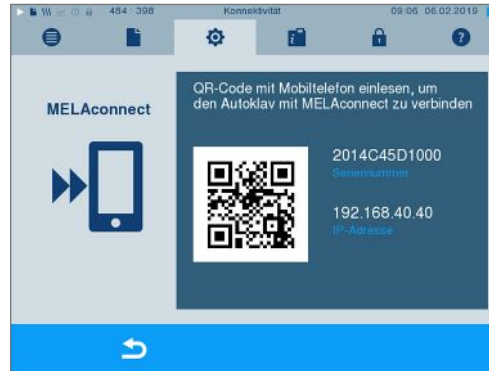 484 : 398 Konnektivität 09:06 06.02.2019
MELAconnect
QR-Code mit Mobiltelefon einlesen, um
den Autoklav mit MELAconnect zu verbinden
2014C45D1000
Seriennummer
192.168.40.40
IP-Adresse